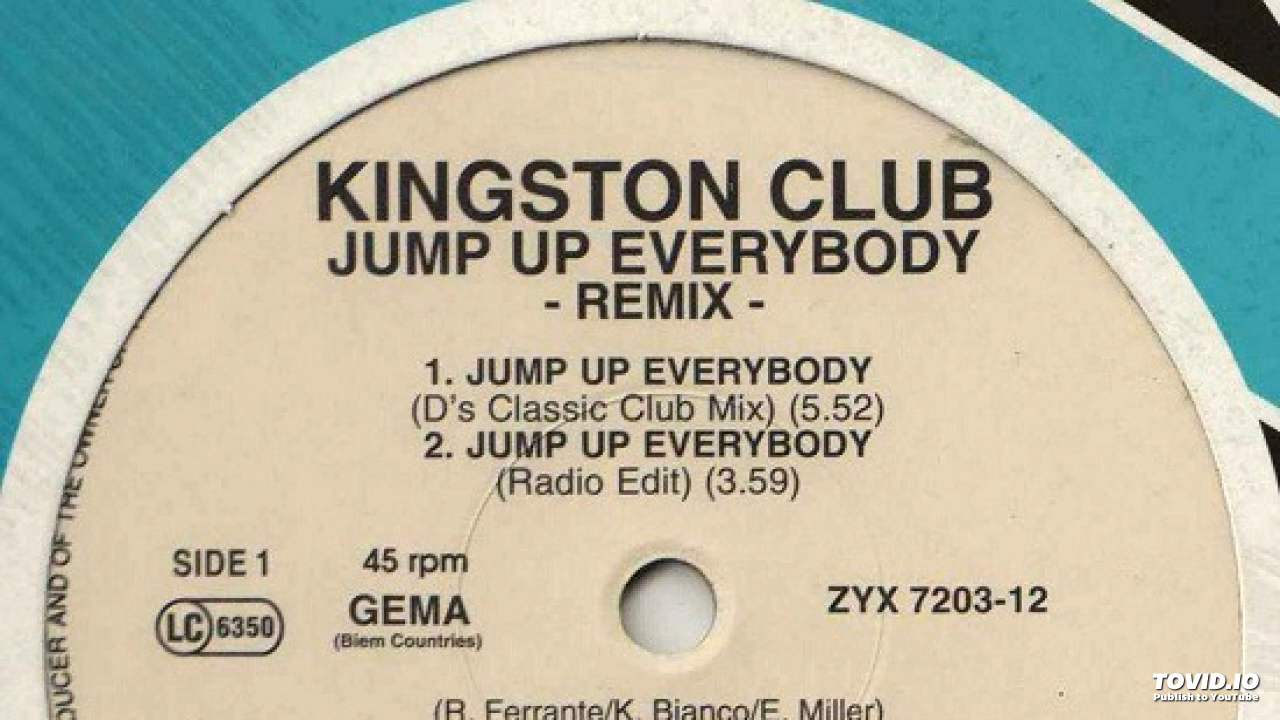 KINGSTON CLUB
JUMP UP EVERYBODY
- REMIX -
1. JUMP UP EVERYBODY
(D's Classic Club Mix) (5.52)
2. JUMP UP EVERYBODY
(Radio Edit) (3.59)
SIDE 1
45 rpm
LC 6350
GEMA
(Biem Countries)
ZYX 7203-12
(R. Ferrante/K. Bianco/E. Miller)
AND OF THE OWNER
TOVID.IO
Publish to YouTube